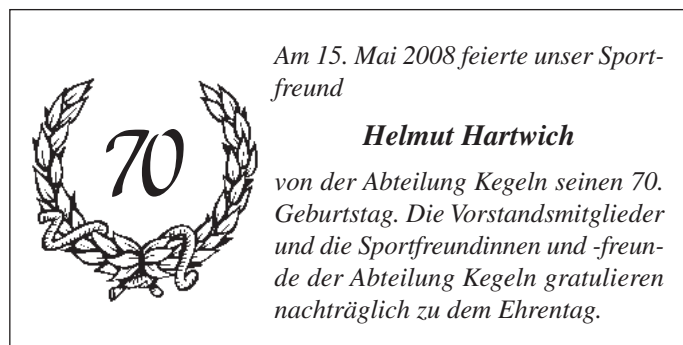 70
Am 15. Mai 2008 feierte unser Sport-
freund
Helmut Hartwich
von der Abteilung Kegeln seinen 70.
Geburtstag. Die Vorstandsmitglieder
und die Sportfreundinnen und -freun-
de der Abteilung Kegeln gratulieren
nachträglich zu dem Ehrentag.